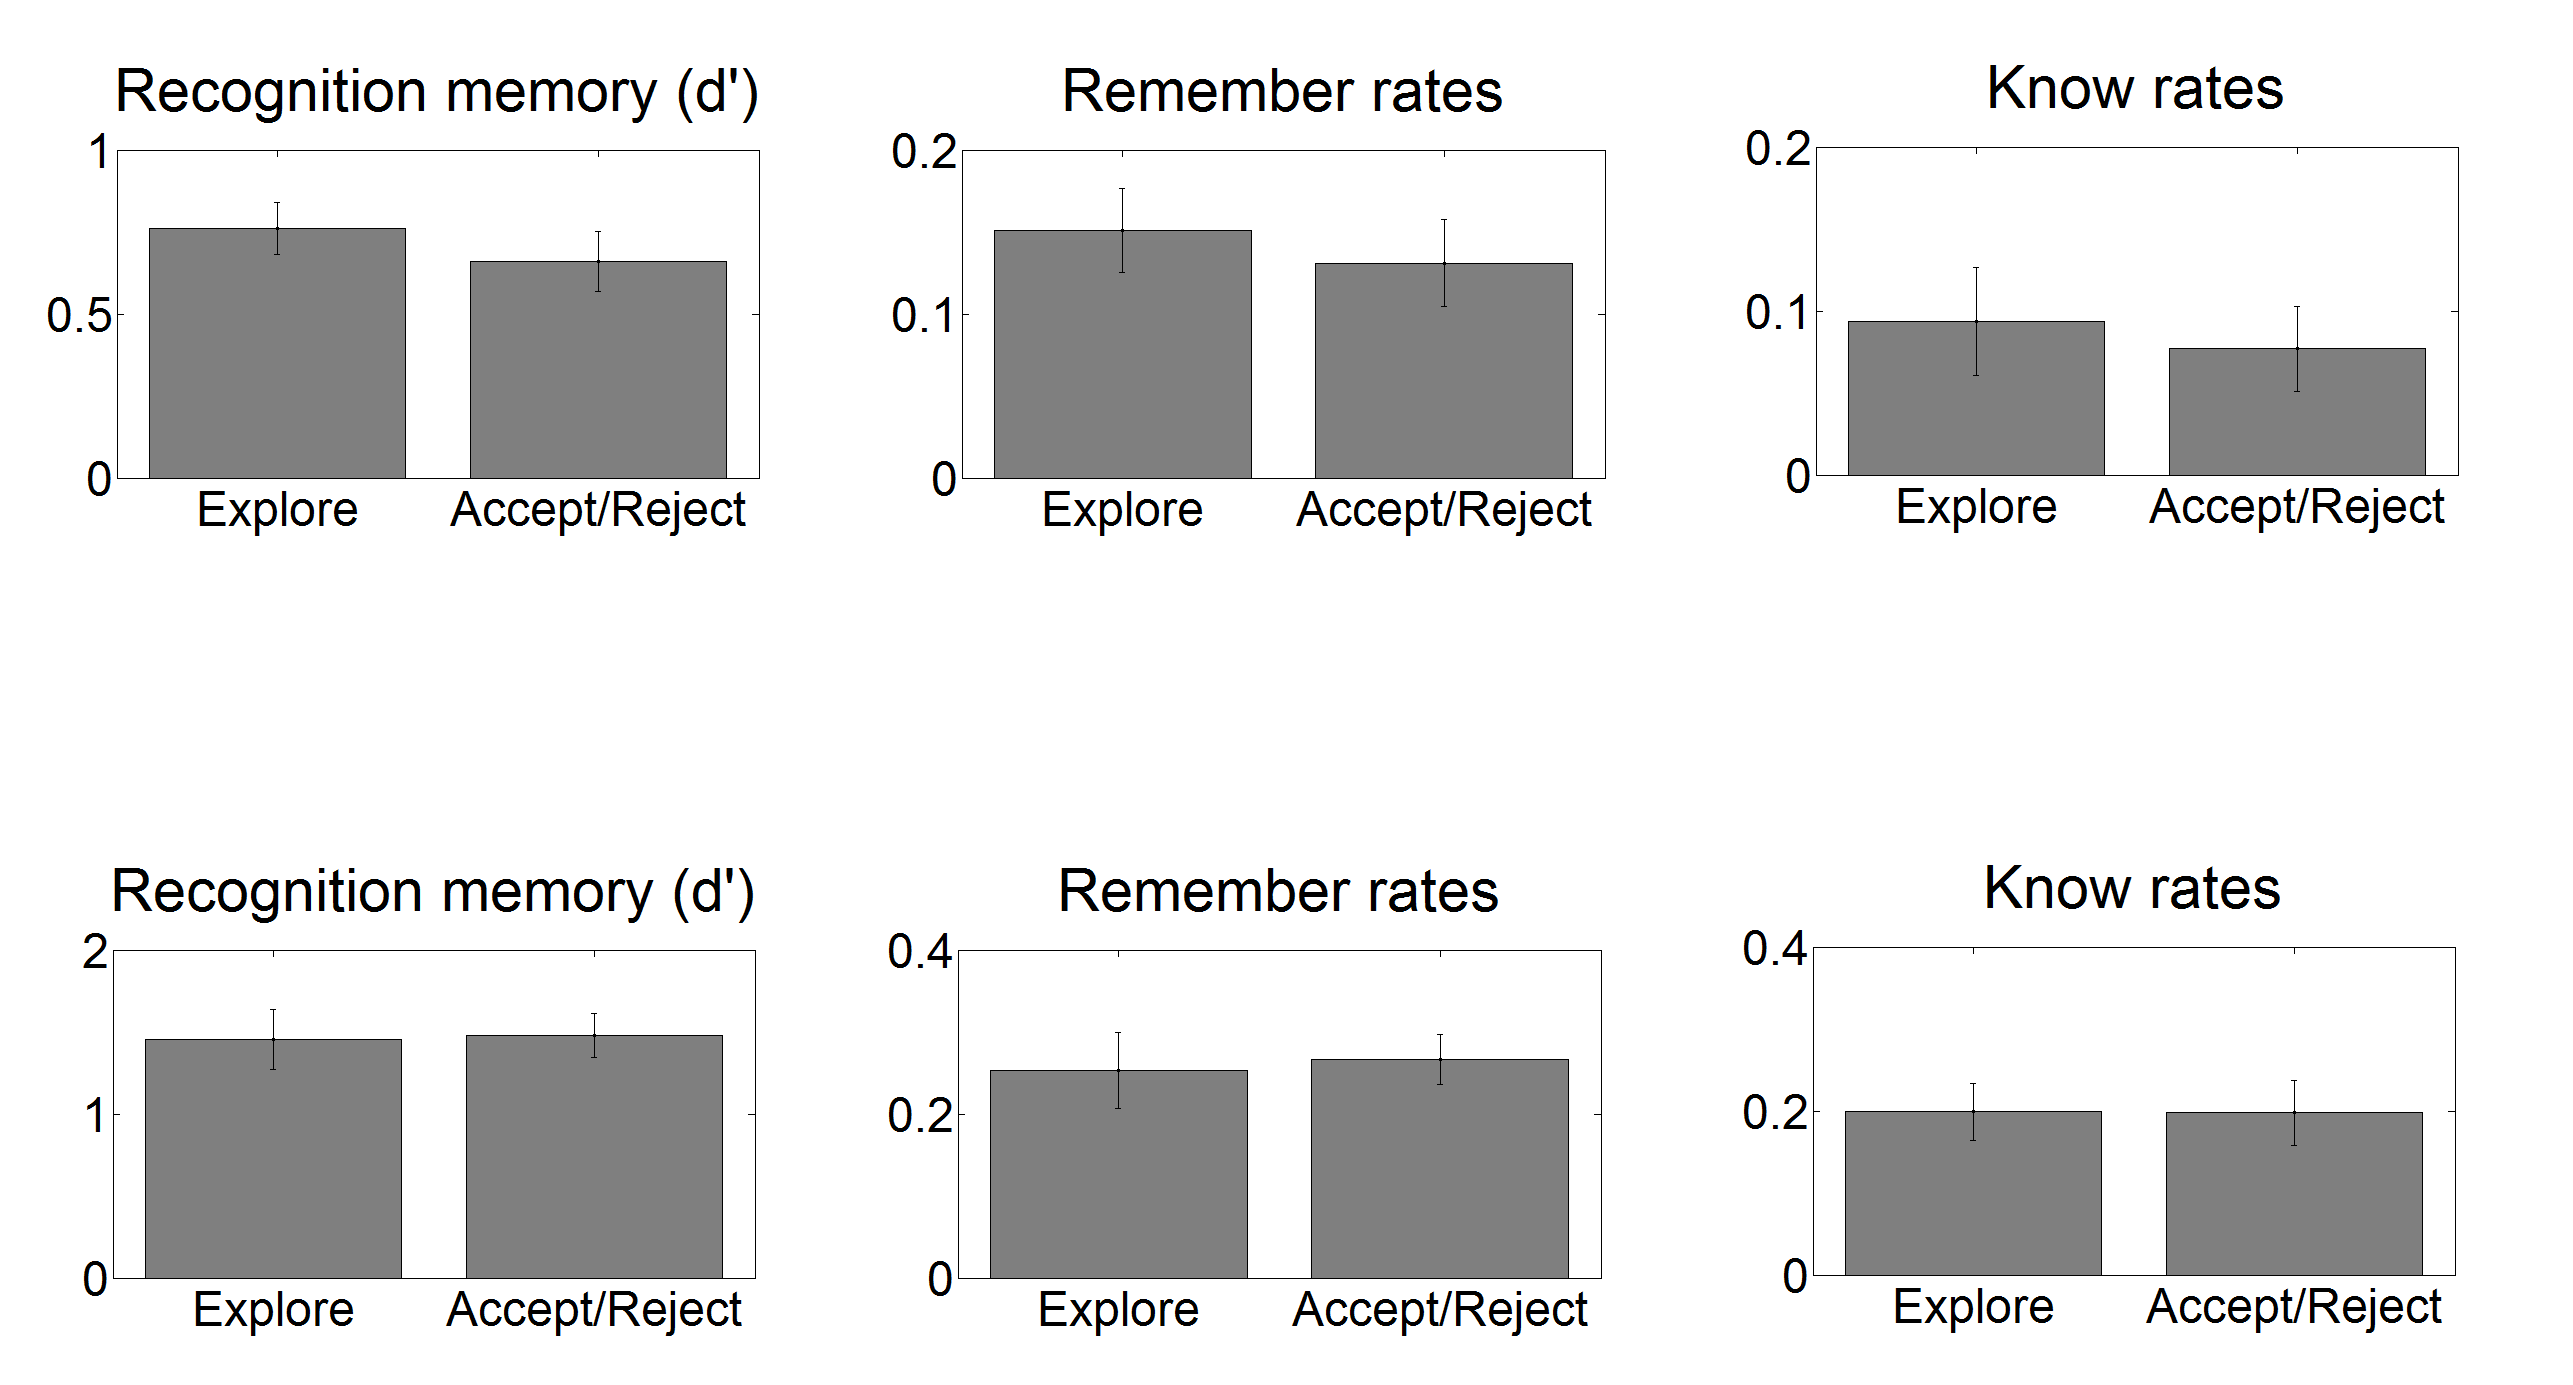 Recognition memory (d')
1
0.5
0
Explore Accept/Reject
Remember rates
0.2
0.1
0
Explore Accept/Reject
Know rates
0.2
0.1
0
Explore Accept/Reject
Recognition memory (d')
2
1
0
Explore Accept/Reject
Remember rates
0.4
0.2
0
Explore Accept/Reject
Know rates
0.4
0.2
0
Explore Accept/Reject